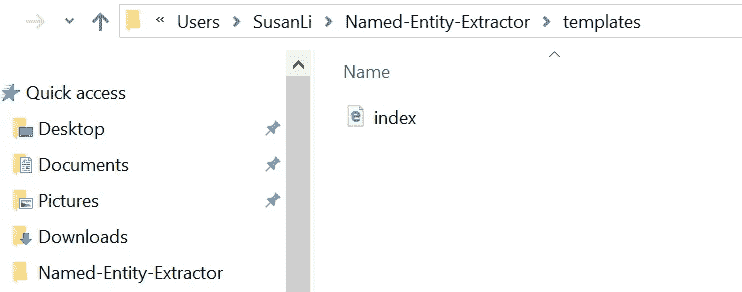 « Users > SusanLi > Named-Entity-Extractor > templates
Name
index
Quick access
Desktop
Documents
Pictures
Downloads
Named-Entity-Extractor